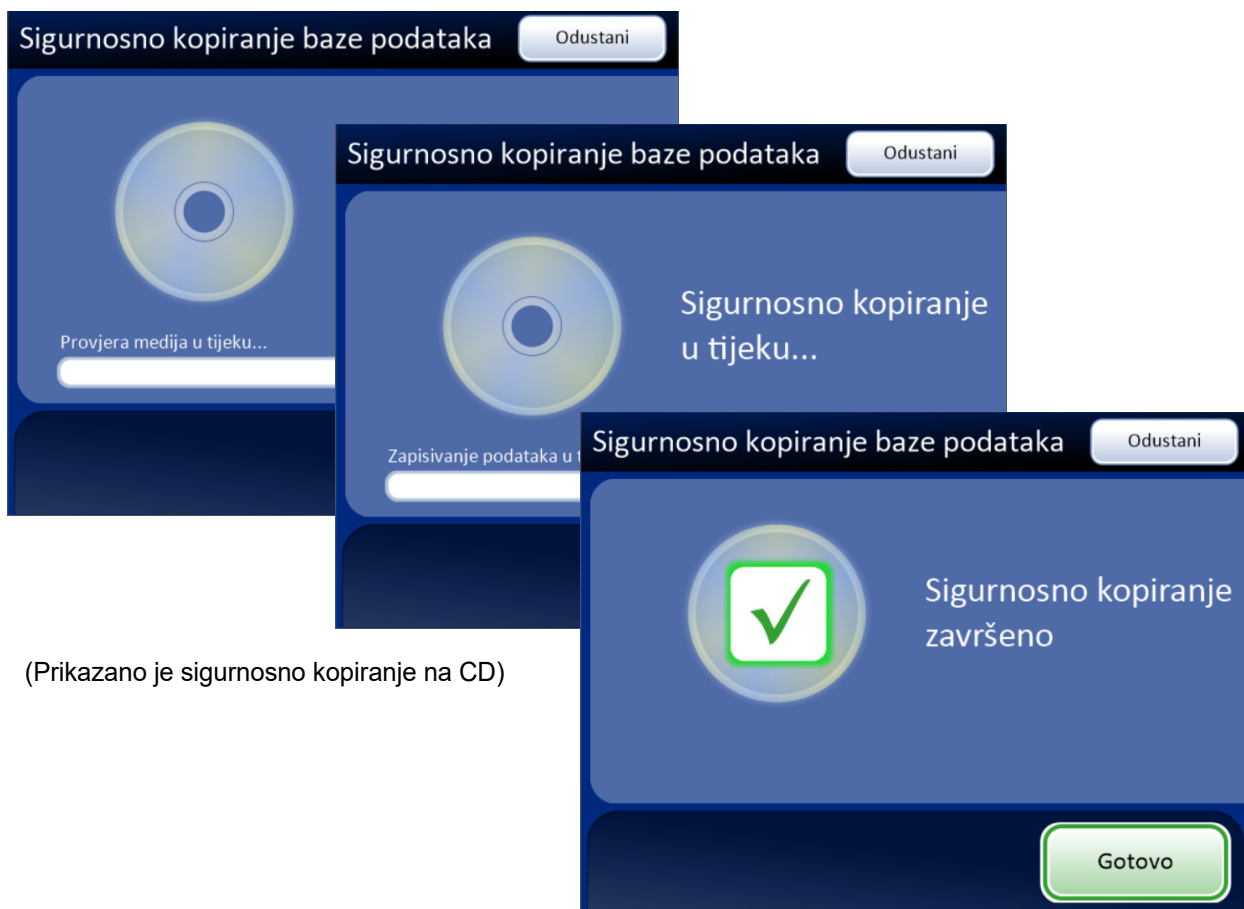 Sigurnosno kopiranje baze podataka
Odustani
Provjera medija u tijeku...
Sigurnosno kopiranje baze podataka
Odustani
Sigurnosno kopiranje
u tijeku...
Zapisivanje podataka u
Sigurnosno kopiranje baze podataka
Odustani
Sigurnosno kopiranje
završeno
Gotovo
(Prikazano je sigurnosno kopiranje na CD)